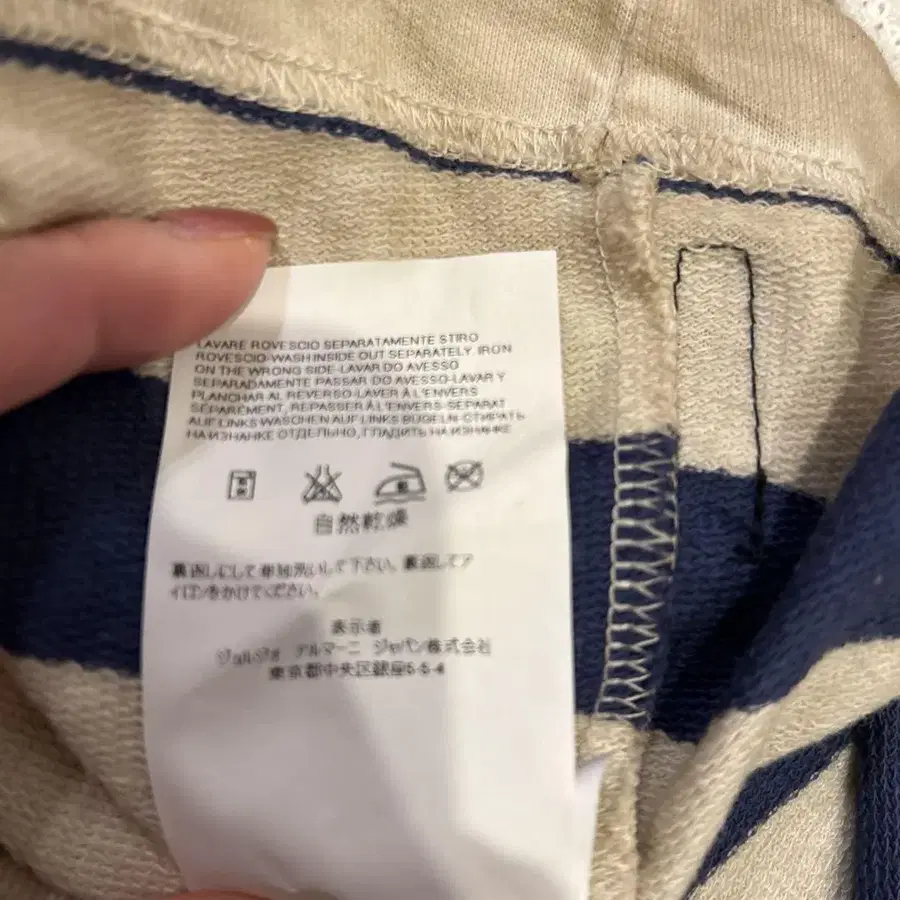 LAVARE ROVESCIO SEPARATAMENTE STIRO
ROVESCIO-WASH INSIDE OUT SEPARATELY. IRON
ON THE WRONG SIDE-LAVAR DO AVESSO
SEPARADAMENTE PASSAR DO AVESSO-LAVAR Y
PLANCHAR AL REVERSO-LAVER À L'ENVERS
SÉPARÉMENT, REPASSER À L'ENVERS-SEPARAT
AUF LINKS WASCHEN AUF LINKS BÜGELN-СТИРАТЬ
НА ИЗНАНКЕ ОТДЕЛЬНО, ГЛАДИТЬ НА ИЗНАНКЕ
自然乾燥
裏返しにして単独洗いして下さい。裏返してア
イロンをかけてください。
表示者
ジョルジオ アルマーニ ジャパン株式会社
東京都中央区銀座5-5-4